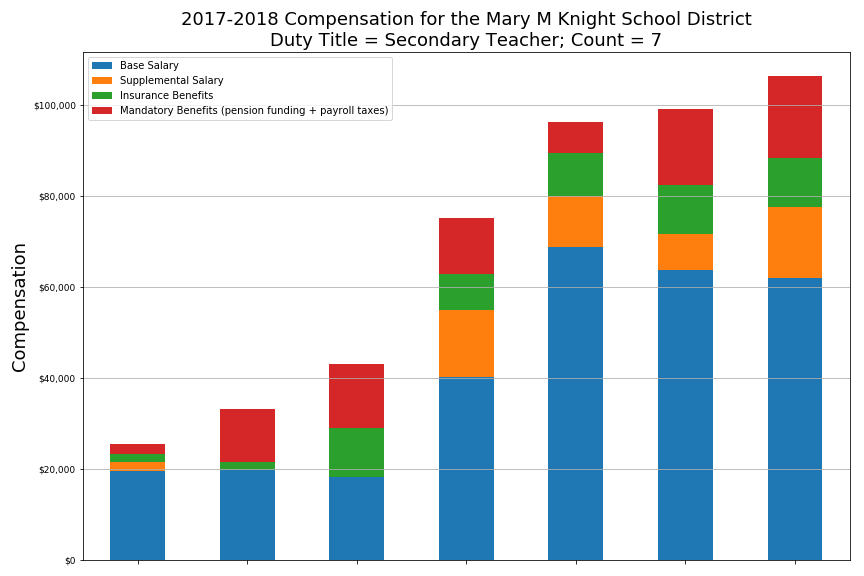 2017-2018 Compensation for the Mary M Knight School District
Duty Title = Secondary Teacher; Count = 7
Base Salary
Supplemental Salary
Insurance Benefits
Mandatory Benefits (pension funding + payroll taxes)
$100,000
$80,000
$60,000
$40,000
$20,000
$0
Compensation